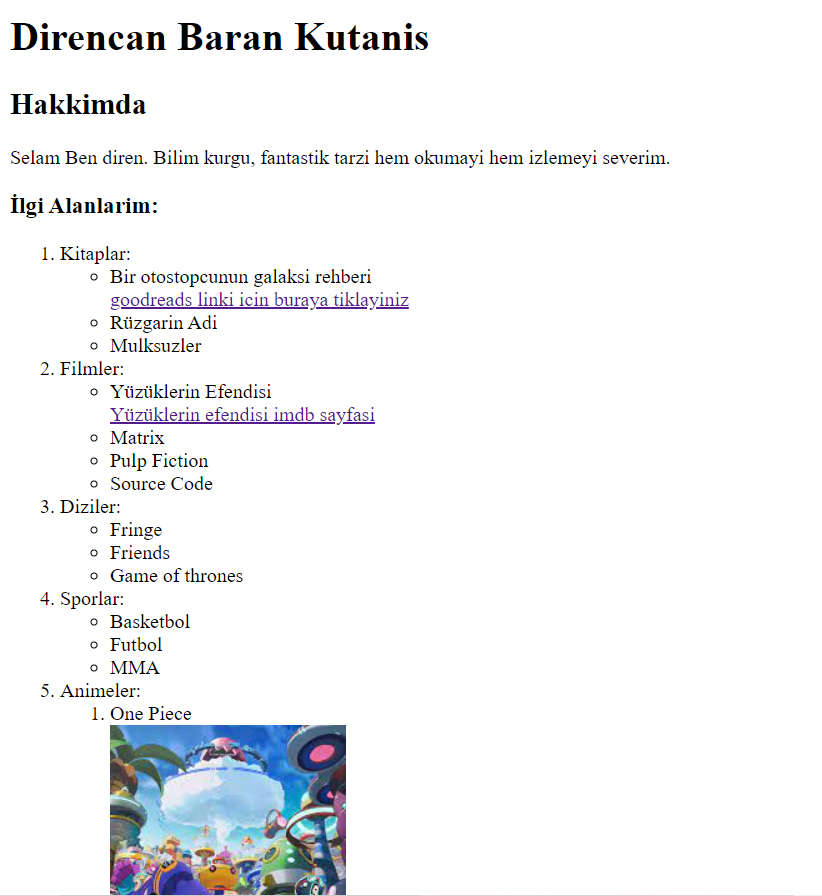 Direncan Baran Kutanis
Hakkimda
Selam Ben diren. Bilim kurgu, fantastik tarzi hem okumayi hem izlemeyi severim.
İlgi Alanlarim:
1. Kitaplar:
Bir otostopcunun galaksi rehberi
goodreads linki icin buraya tiklayiniz
Rüzgarin Adi
Mulksuzler
2. Filmler:
Yüzüklerin Efendisi
Yüzüklerin efendisi imdb sayfasi
Matrix
Pulp Fiction
Source Code
3. Diziler:
Fringe
Friends
Game of thrones
4. Sporlar:
Basketbol
Futbol
MMA
5. Animeler:
1. One Piece